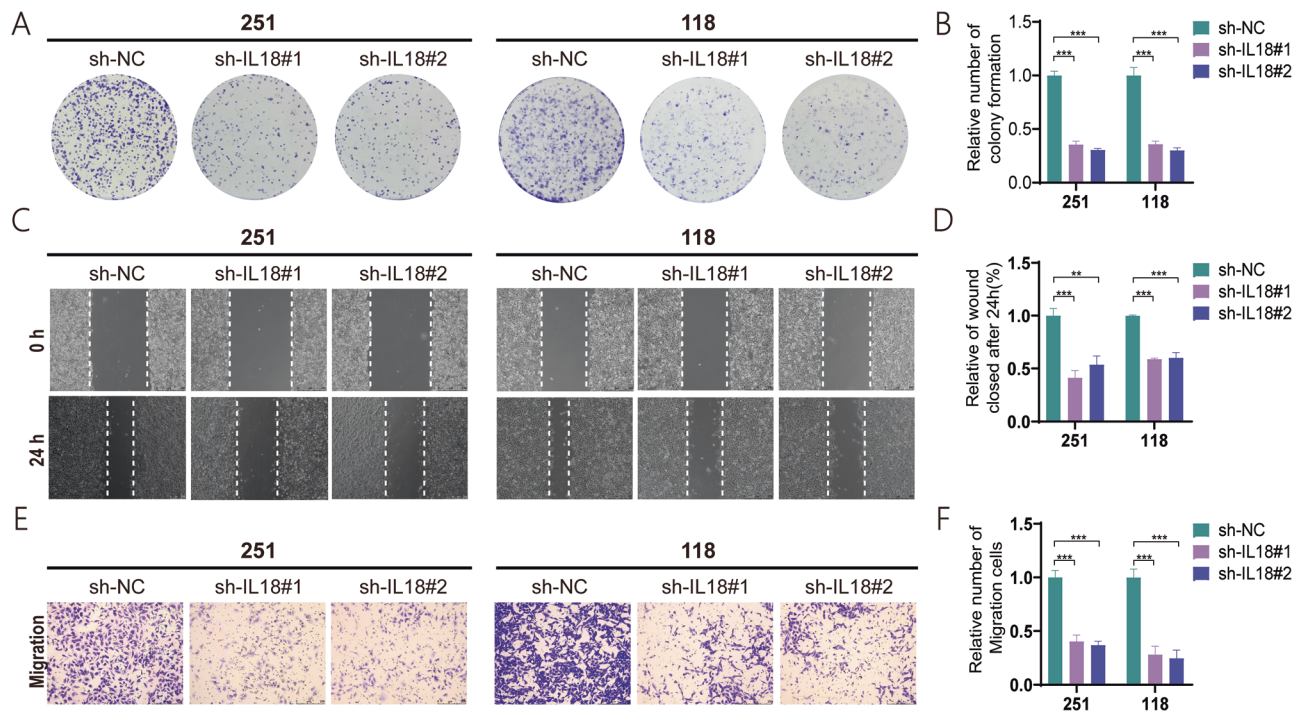 A
251
118
sh-NC
sh-IL18#1
sh-IL18#2
sh-NC
sh-IL18#1
sh-IL18#2
B
Relative number of
colony formation
1.5
1.0
0.5
0.0
***
***
***
***
251
118
sh-NC
sh-IL18#1
sh-IL18#2
C
251
118
sh-NC
sh-IL18#1
sh-IL18#2
sh-NC
sh-IL18#1
sh-IL18#2
0 h
24 h
D
Relative of wound
closed after 24h(%)
1.5
1.0
0.5
0.0
**
***
***
***
251
118
sh-NC
sh-IL18#1
sh-IL18#2
E
251
118
sh-NC
sh-IL18#1
sh-IL18#2
sh-NC
sh-IL18#1
sh-IL18#2
Migration
F
Relative number of
Migration cells
1.5
1.0
0.5
0.0
***
***
***
***
251
118
sh-NC
sh-IL18#1
sh-IL18#2